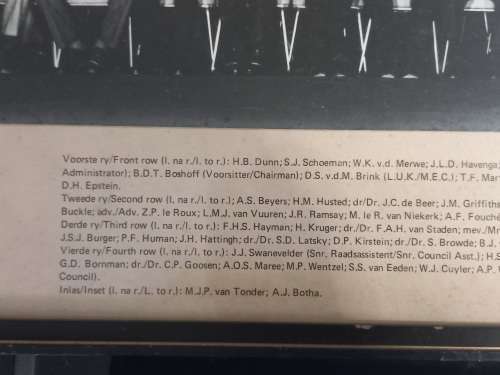 Voorste ry/Front row (l. na r./l. to r.): H.B. Dunn; S.J. Schoeman; W.K. v.d. Merwe; J.L.D. Havenga
Administrator); B.D.T. Boshoff (Voorsitter/Chairman); D.S. v.d.M. Brink (L.U.K./M.E.C.); T.F. Mar
D.H. Epstein.
Tweede ry/Second row (l. na r./l. to r.); A.S. Beyers; H.M. Husted; dr/Dr. J.C. de Beer; J.M. Griffiths
Buckle; adv./Adv. Z.P. le Roux; L.M.J. van Vuuren; J.R. Ramsay; M. le R. van Niekerk; A.F. Fouché
Derde ry/Third row (l. na r./l. to r.): F.H.S. Hayman; H. Kruger; dr./Dr. F.A.H. van Staden; mev./Mr
J.S.J. Burger; P.F. Human; J.H. Hattingh; dr./Dr. S.D. Latsky; D.P. Kirstein; dr./Dr. S. Browde; B.J.
Vierde ry/Fourth row (l. na r./l. to r.): J.J. Swanevelder (Snr. Raadsassistent/Snr. Council Asst.); H.S
G.D. Bornman; dr./Dr. C.P. Goosen; A.O.S. Maree; M.P. Wentzel; S.S. van Eeden; W.J. Cuyler; A.P.
Council).
Inlas/Inset (l. na r./L. to r.): M.J.P. van Tonder; A.J. Botha.